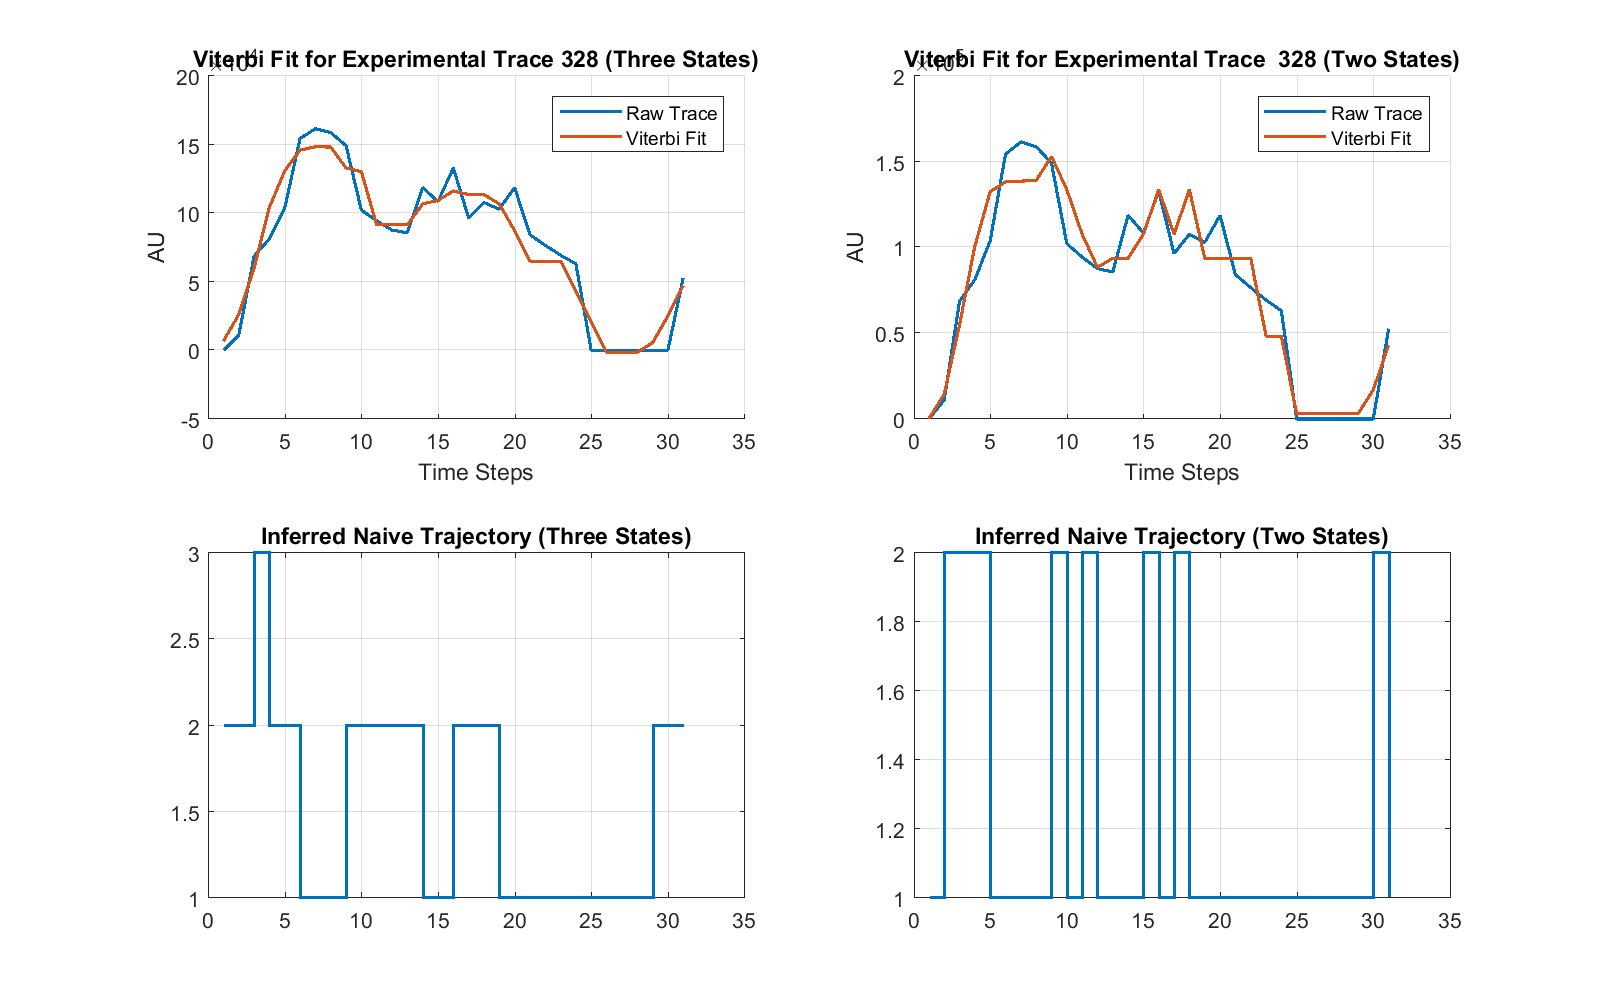 Viterbi Fit for Experimental Trace 328 (Three States)
×10⁴
20
15
10
5
0
-5
AU
Raw Trace
Viterbi Fit
0 5 10 15 20 25 30 35
Time Steps
Viterbi Fit for Experimental Trace 328 (Two States)
×10⁵
2
1.5
1
0.5
0
AU
Raw Trace
Viterbi Fit
0 5 10 15 20 25 30 35
Time Steps
Inferred Naive Trajectory (Three States)
3
2.5
2
1.5
1
0 5 10 15 20 25 30 35
Inferred Naive Trajectory (Two States)
2
1.8
1.6
1.4
1.2
1
0 5 10 15 20 25 30 35